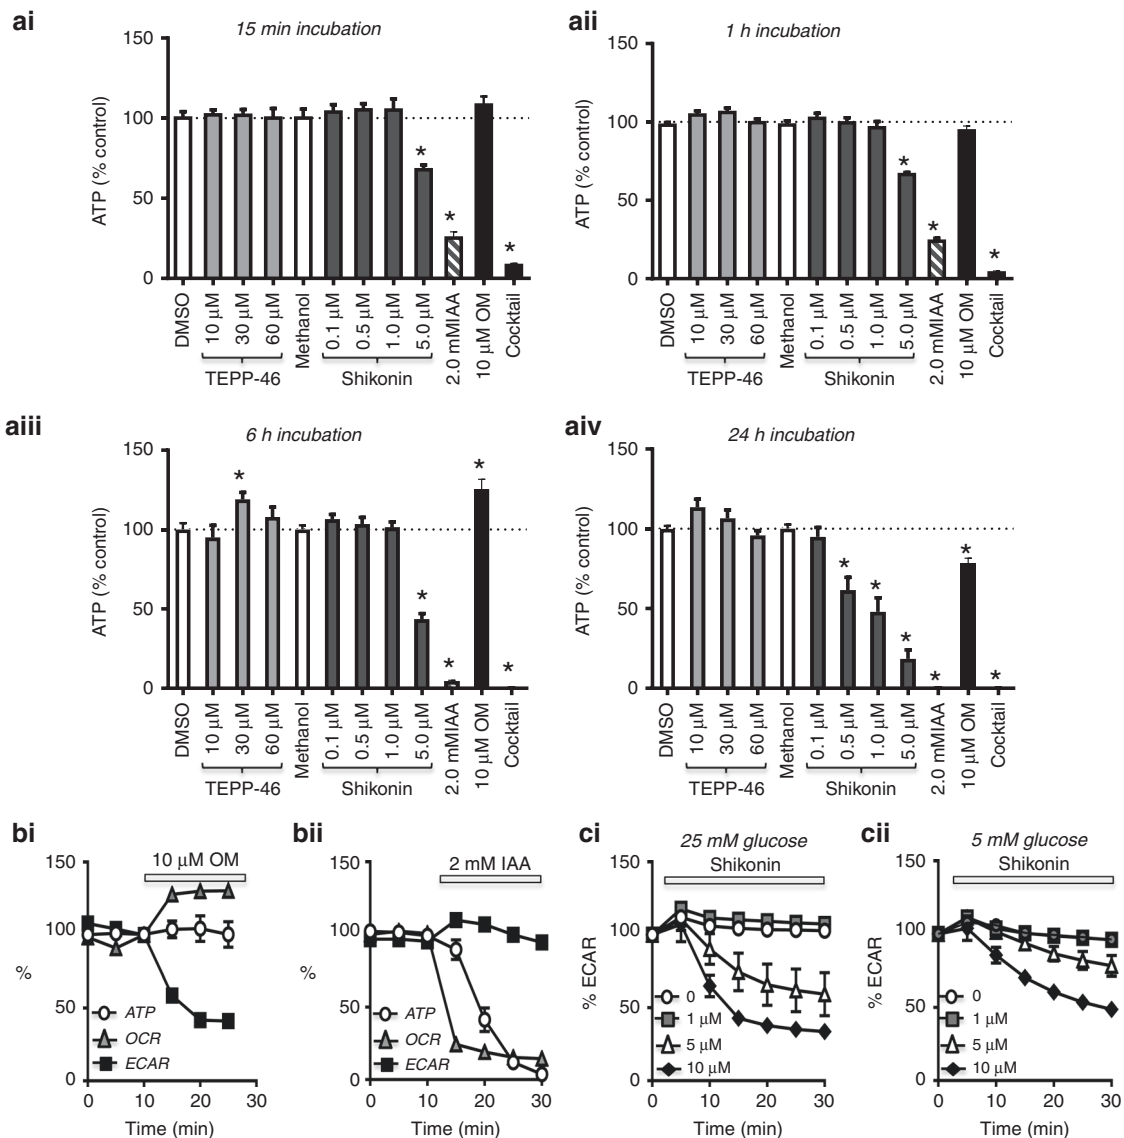 ai
15 min incubation
ATP (% control)
150
100
50
0
* * *
DMSO
10 µM
30 µM
60 µM
Methanol
0.1 µM
0.5 µM
1.0 µM
5.0 µM
2.0 mMIAA
10 µM OM
Cocktail
TEPP-46
Shikonin
aii
1 h incubation
ATP (% control)
150
100
50
0
* * *
DMSO
10 µM
30 µM
60 µM
Methanol
0.1 µM
0.5 µM
1.0 µM
5.0 µM
2.0 mMIAA
10 µM OM
Cocktail
TEPP-46
Shikonin
aiii
6 h incubation
ATP (% control)
150
100
50
0
* * * * *
DMSO
10 µM
30 µM
60 µM
Methanol
0.1 µM
0.5 µM
1.0 µM
5.0 µM
2.0 mMIAA
10 µM OM
Cocktail
TEPP-46
Shikonin
aiv
24 h incubation
ATP (% control)
150
100
50
0
* * * * * *
DMSO
10 µM
30 µM
60 µM
Methanol
0.1 µM
0.5 µM
1.0 µM
5.0 µM
2.0 mMIAA
10 µM OM
Cocktail
TEPP-46
Shikonin
bi
10 µM OM
%
150
100
50
0
ATP
OCR
ECAR
0 10 20 30
Time (min)
bii
2 mM IAA
%
150
100
50
0
ATP
OCR
ECAR
0 10 20 30
Time (min)
ci
25 mM glucose
Shikonin
% ECAR
150
100
50
0
0
1 µM
5 µM
10 µM
0 10 20 30
Time (min)
cii
5 mM glucose
Shikonin
% ECAR
150
100
50
0
0
1 µM
5 µM
10 µM
0 10 20 30
Time (min)